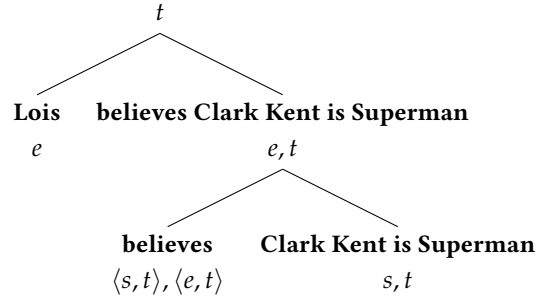 t
Lois believes Clark Kent is Superman
e e, t
believes Clark Kent is Superman
⟨s, t⟩, ⟨e, t⟩ s, t